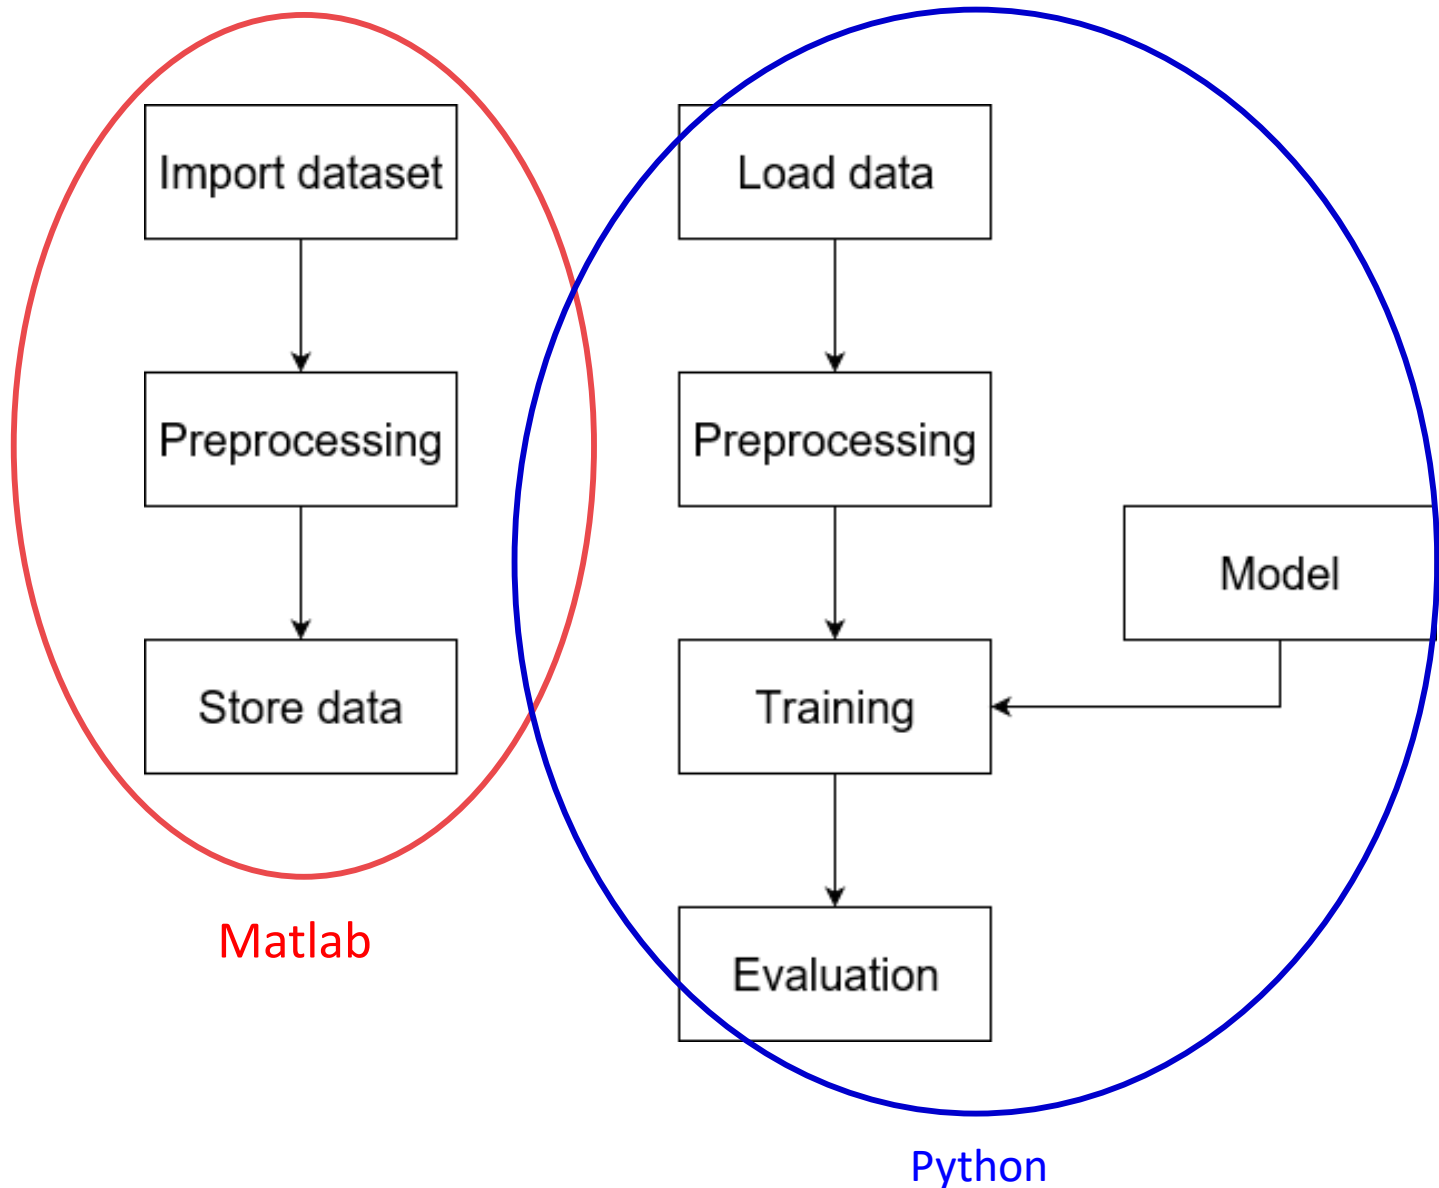 Import dataset
Preprocessing
Store data
Matlab
Load data
Preprocessing
Model
Training
Evaluation
Python